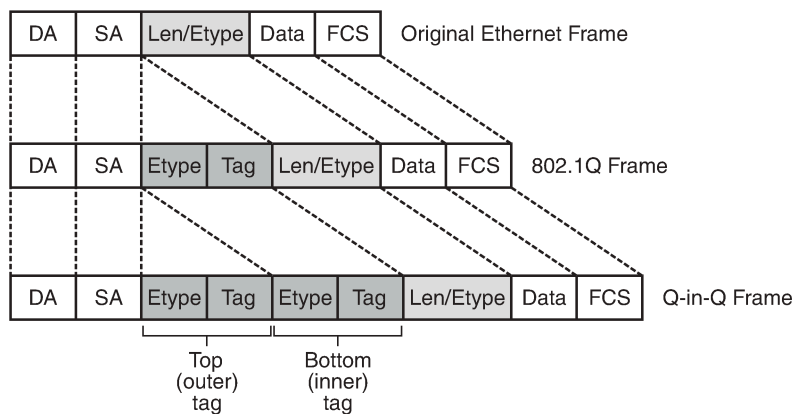 DA SA Len/Etype Data FCS Original Ethernet Frame
DA SA Etype Tag Len/Etype Data FCS 802.1Q Frame
DA SA Etype Tag Etype Tag Len/Etype Data FCS Q-in-Q Frame
Top
(outer)
tag
Bottom
(inner)
tag